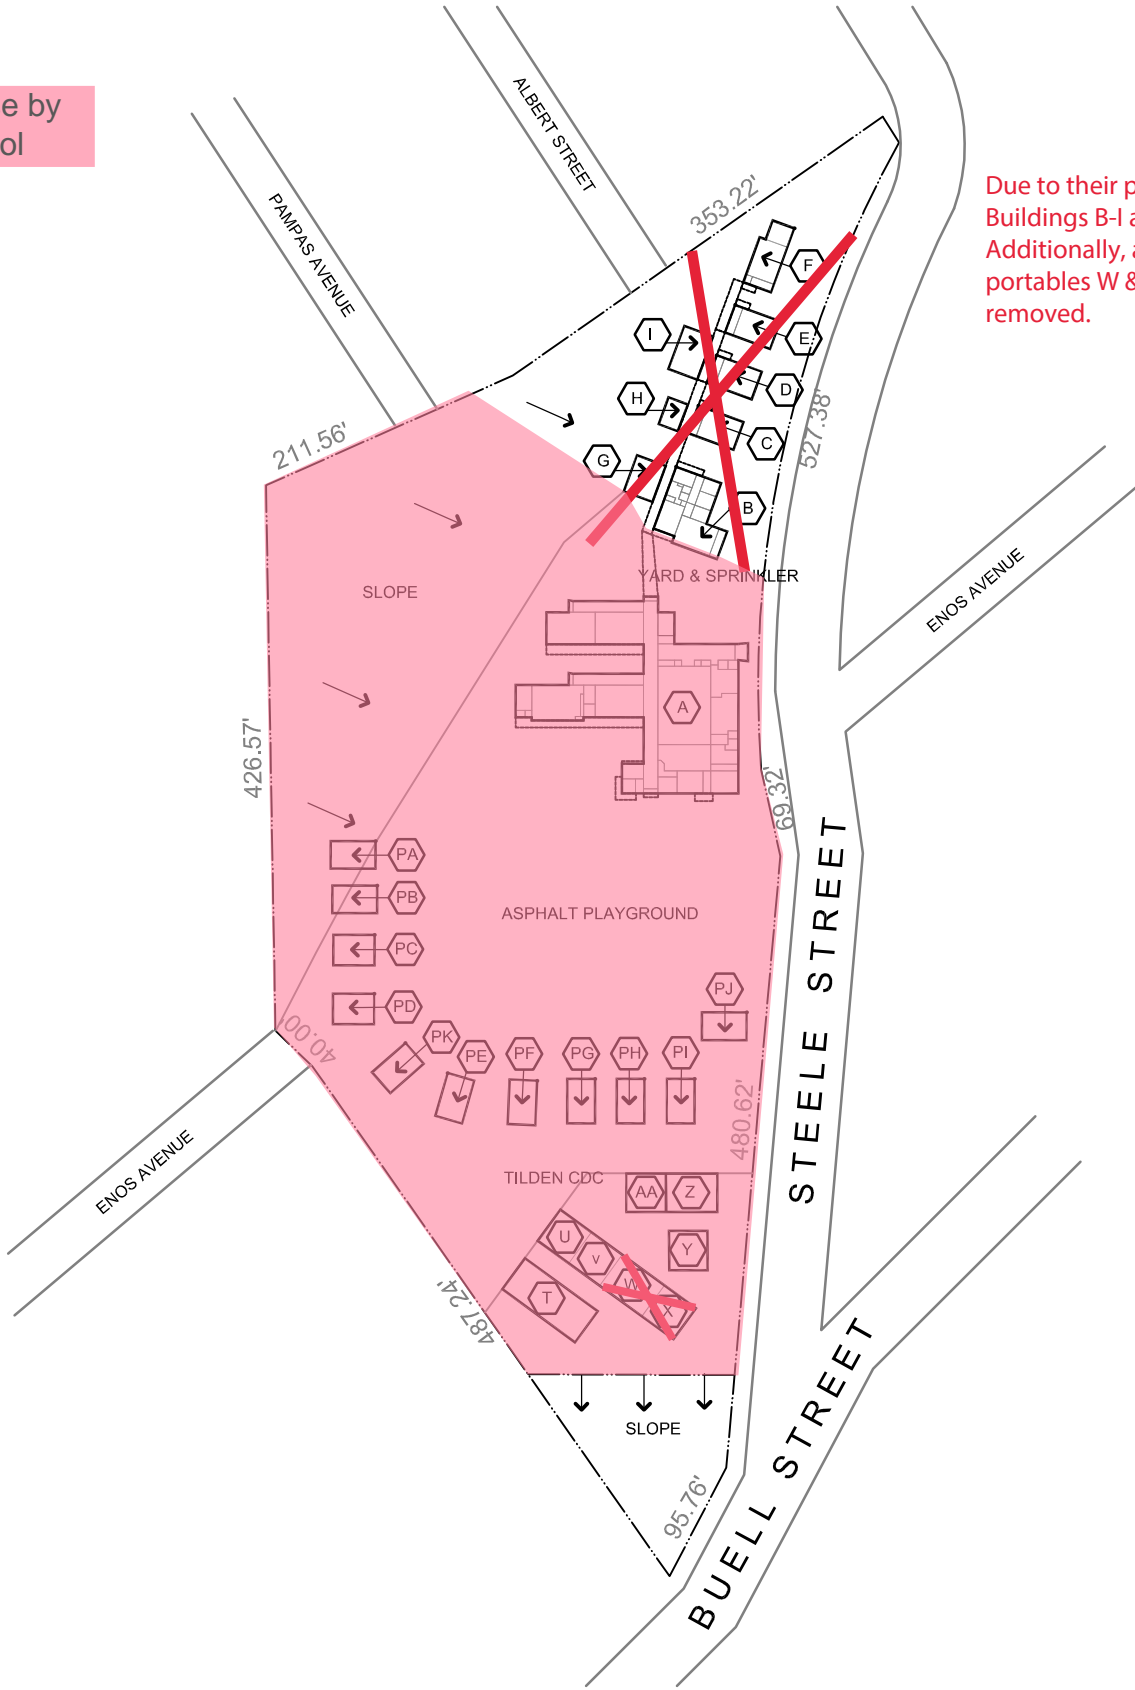 e by
ol
ALBERT STREET
PAMPAS AVENUE
353.22'
Due to their p
Buildings B-I a
Additionally, a
portables W &
removed.
F
I
E
D
H
527.38'
C
211.56'
G
B
YARD & SPRINKLER
ENOS AVENUE
SLOPE
A
426.57'
69.32'
PA
PB
ASPHALT PLAYGROUND
PC
STEELE STREET
PJ
PD
40.00'
PK
PE
PF
PG
PH
PI
480.62'
ENOS AVENUE
TILDEN CDC
AA
Z
U
V
Y
W
T
X
487.24'
SLOPE
95.76'
BUELL STREET